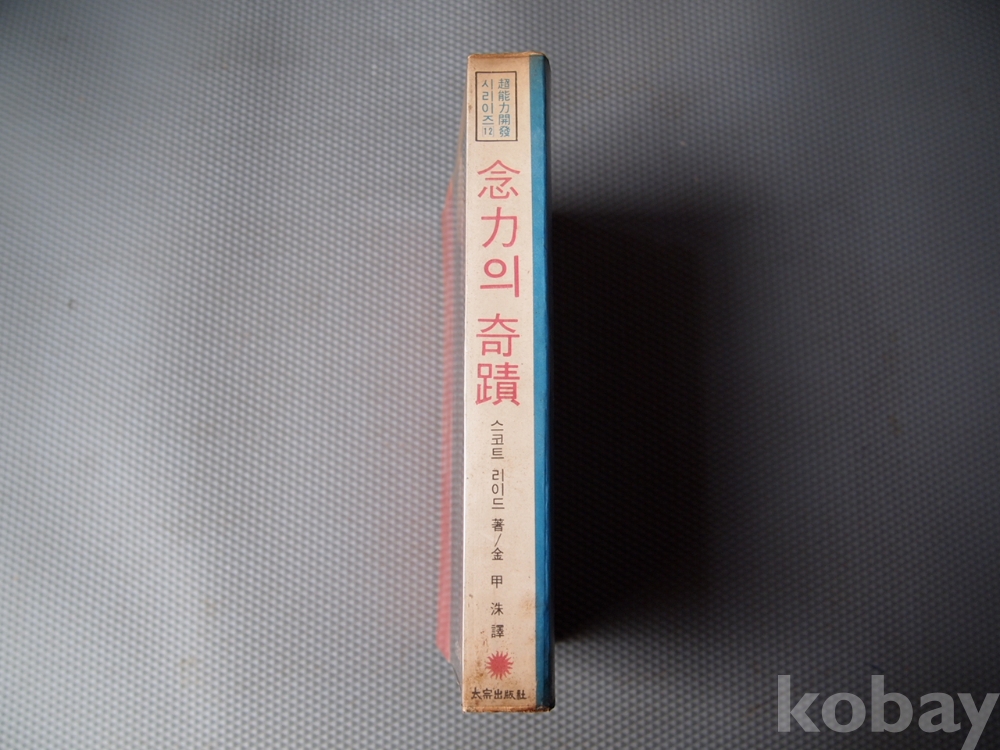 超能力開發
시리이즈 12
念力의 奇蹟
스코트 리이드 著/金 甲 洙 譯
太宗出版社
kobay